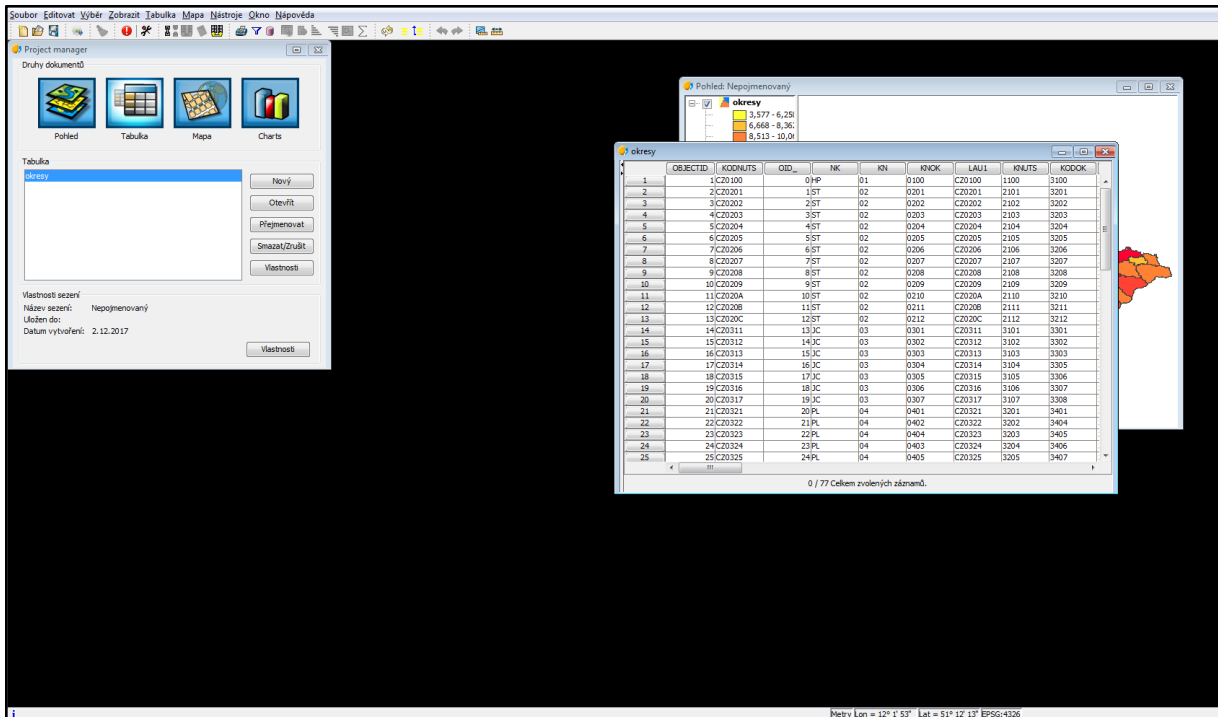 Soubor Editovat Výběr Zobrazit Tabulka Mapa Nástroje Okno Nápověda
Project manager
Druhy dokumentů
Pohled Tabulka Mapa Charts
Tabulka
okresy
Nový
Otevřít
Přejmenovat
Smazat/Zrušit
Vlastnosti
Vlastnosti sezení
Název sezení: Nepojmenovaný
Uložen do:
Datum vytvoření: 2.12.2017
Vlastnosti
Pohled: Nepojmenovaný
okresy
3,577 - 6,25
6,668 - 8,36
8,513 - 10,0
okresy
OBJECTID KODNUTS OID_ NK KN KNOK LAU1 KNUTS KODOK
1 1 CZ0100 0 HP 01 0100 CZ0100 1100 3100
2 2 CZ0201 1 ST 02 0201 CZ0201 2101 3201
3 3 CZ0202 2 ST 02 0202 CZ0202 2102 3202
4 4 CZ0203 3 ST 02 0203 CZ0203 2103 3203
5 5 CZ0204 4 ST 02 0204 CZ0204 2104 3204
6 6 CZ0205 5 ST 02 0205 CZ0205 2105 3205
7 7 CZ0206 6 ST 02 0206 CZ0206 2106 3206
8 8 CZ0207 7 ST 02 0207 CZ0207 2107 3207
9 9 CZ0208 8 ST 02 0208 CZ0208 2108 3208
10 10 CZ0209 9 ST 02 0209 CZ0209 2109 3209
11 11 CZ020A 10 ST 02 0210 CZ020A 2110 3210
12 12 CZ020B 11 ST 02 0211 CZ020B 2111 3211
13 13 CZ020C 12 ST 02 0212 CZ020C 2112 3212
14 14 CZ0311 13 JC 03 0301 CZ0311 3101 3301
15 15 CZ0312 14 JC 03 0302 CZ0312 3102 3302
16 16 CZ0313 15 JC 03 0303 CZ0313 3103 3303
17 17 CZ0314 16 JC 03 0304 CZ0314 3104 3305
18 18 CZ0315 17 JC 03 0305 CZ0315 3105 3306
19 19 CZ0316 18 JC 03 0306 CZ0316 3106 3307
20 20 CZ0317 19 JC 03 0307 CZ0317 3107 3308
21 21 CZ0321 20 PL 04 0401 CZ0321 3201 3401
22 22 CZ0322 21 PL 04 0402 CZ0322 3202 3404
23 23 CZ0323 22 PL 04 0404 CZ0323 3203 3405
24 24 CZ0324 23 PL 04 0403 CZ0324 3204 3406
25 25 CZ0325 24 PL 04 0405 CZ0325 3205 3407
0 / 77 Celkem zvolených záznamů.
Metry Lon = 12° 1' 53" Lat = 51° 12' 13" EPSG:4326